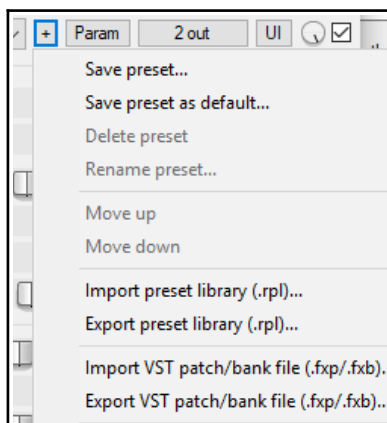 + Param 2 out UI
Save preset...
Save preset as default...
Delete preset
Rename preset...
Move up
Move down
Import preset library (.rpl)...
Export preset library (.rpl)...
Import VST patch/bank file (.fxp/.fxb)..
Export VST patch/bank file (.fxp/.fxb)..